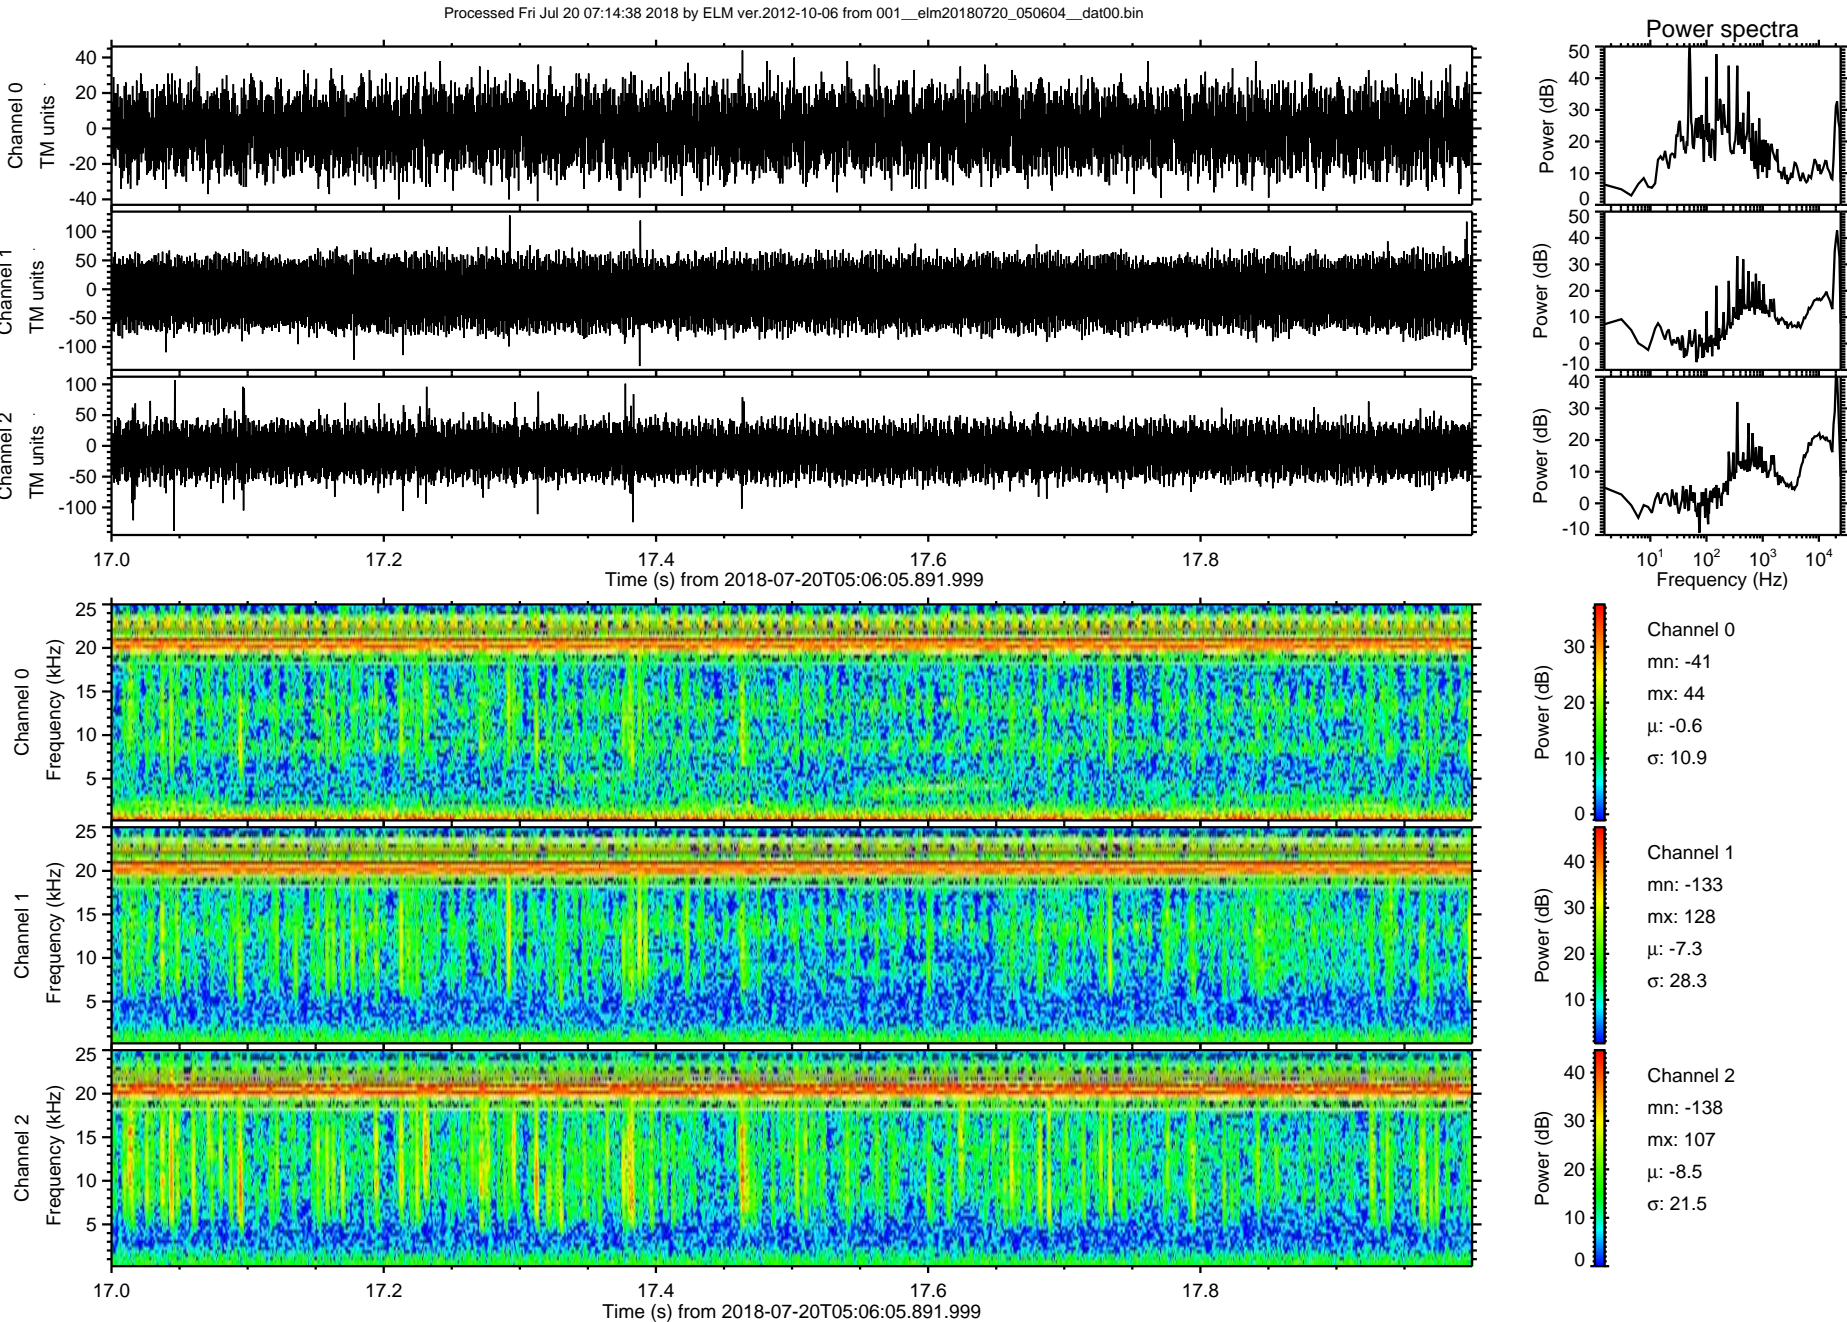 Processed Fri Jul 20 07:14:38 2018 by ELM ver.2012-10-06 from 001__elm20180720_050604__dat00.bin
Power spectra
Channel 0
TM units
40
20
0
-20
-40
Power (dB)
50
40
30
20
10
0
Channel 1
TM units
100
50
0
-50
-100
Power (dB)
50
40
30
20
10
0
-10
Channel 2
TM units
100
50
0
-50
-100
Power (dB)
40
30
20
10
0
-10
17.0 17.2 17.4 17.6 17.8
Time (s) from 2018-07-20T05:06:05.891.999
10¹ 10² 10³ 10⁴
Frequency (Hz)
Channel 0
Frequency (kHz)
25
20
15
10
5
Power (dB)
30
20
10
0
Channel 0
mn: -41
mx: 44
μ: -0.6
σ: 10.9
Channel 1
Frequency (kHz)
25
20
15
10
5
Power (dB)
40
30
20
10
Channel 1
mn: -133
mx: 128
μ: -7.3
σ: 28.3
Channel 2
Frequency (kHz)
25
20
15
10
5
Power (dB)
40
30
20
10
0
Channel 2
mn: -138
mx: 107
μ: -8.5
σ: 21.5
17.0 17.2 17.4 17.6 17.8
Time (s) from 2018-07-20T05:06:05.891.999